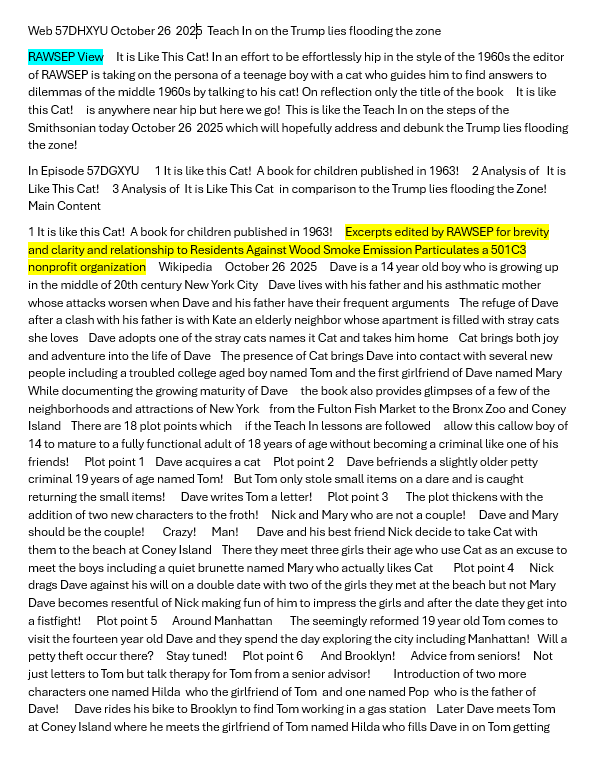 Web 57DHXYU October 26 2025 Teach In on the Trump lies flooding the zone
RAWSEP View It is Like This Cat! In an effort to be effortlessly hip in the style of the 1960s the editor
of RAWSEP is taking on the persona of a teenage boy with a cat who guides him to find answers to
dilemmas of the middle 1960s by talking to his cat! On reflection only the title of the book It is like
this Cat! is anywhere near hip but here we go! This is like the Teach In on the steps of the
Smithsonian today October 26 2025 which will hopefully address and debunk the Trump lies flooding
the zone!
In Episode 57DGXYU 1 It is like this Cat! A book for children published in 1963! 2 Analysis of It is
Like This Cat! 3 Analysis of It is Like This Cat in comparison to the Trump lies flooding the Zone!
Main Content
1 It is like this Cat! A book for children published in 1963! Excerpts edited by RAWSEP for brevity
and clarity and relationship to Residents Against Wood Smoke Emission Particulates a 501C3
nonprofit organization Wikipedia October 26 2025 Dave is a 14 year old boy who is growing up
in the middle of 20th century New York City Dave lives with his father and his asthmatic mother
whose attacks worsen when Dave and his father have their frequent arguments The refuge of Dave
after a clash with his father is with Kate an elderly neighbor whose apartment is filled with stray cats
she loves Dave adopts one of the stray cats names it Cat and takes him home Cat brings both joy
and adventure into the life of Dave The presence of Cat brings Dave into contact with several new
people including a troubled college aged boy named Tom and the first girlfriend of Dave named Mary
While documenting the growing maturity of Dave the book also provides glimpses of a few of the
neighborhoods and attractions of New York from the Fulton Fish Market to the Bronx Zoo and Coney
Island There are 18 plot points which if the Teach In lessons are followed allow this callow boy of
14 to mature to a fully functional adult of 18 years of age without becoming a criminal like one of his
friends! Plot point 1 Dave acquires a cat Plot point 2 Dave befriends a slightly older petty
criminal 19 years of age named Tom! But Tom only stole small items on a dare and is caught
returning the small items! Dave writes Tom a letter! Plot point 3 The plot thickens with the
addition of two new characters to the froth! Nick and Mary who are not a couple! Dave and Mary
should be the couple! Crazy! Man! Dave and his best friend Nick decide to take Cat with
them to the beach at Coney Island There they meet three girls their age who use Cat as an excuse to
meet the boys including a quiet brunette named Mary who actually likes Cat Plot point 4 Nick
drags Dave against his will on a double date with two of the girls they met at the beach but not Mary
Dave becomes resentful of Nick making fun of him to impress the girls and after the date they get into
a fistfight! Plot point 5 Around Manhattan The seemingly reformed 19 year old Tom comes to
visit the fourteen year old Dave and they spend the day exploring the city including Manhattan! Will a
petty theft occur there? Stay tuned! Plot point 6 And Brooklyn! Advice from seniors! Not
just letters to Tom but talk therapy for Tom from a senior advisor! Introduction of two more
characters one named Hilda who the girlfriend of Tom and one named Pop who is the father of
Dave! Dave rides his bike to Brooklyn to find Tom working in a gas station Later Dave meets Tom
at Coney Island where he meets the girlfriend of Tom named Hilda who fills Dave in on Tom getting